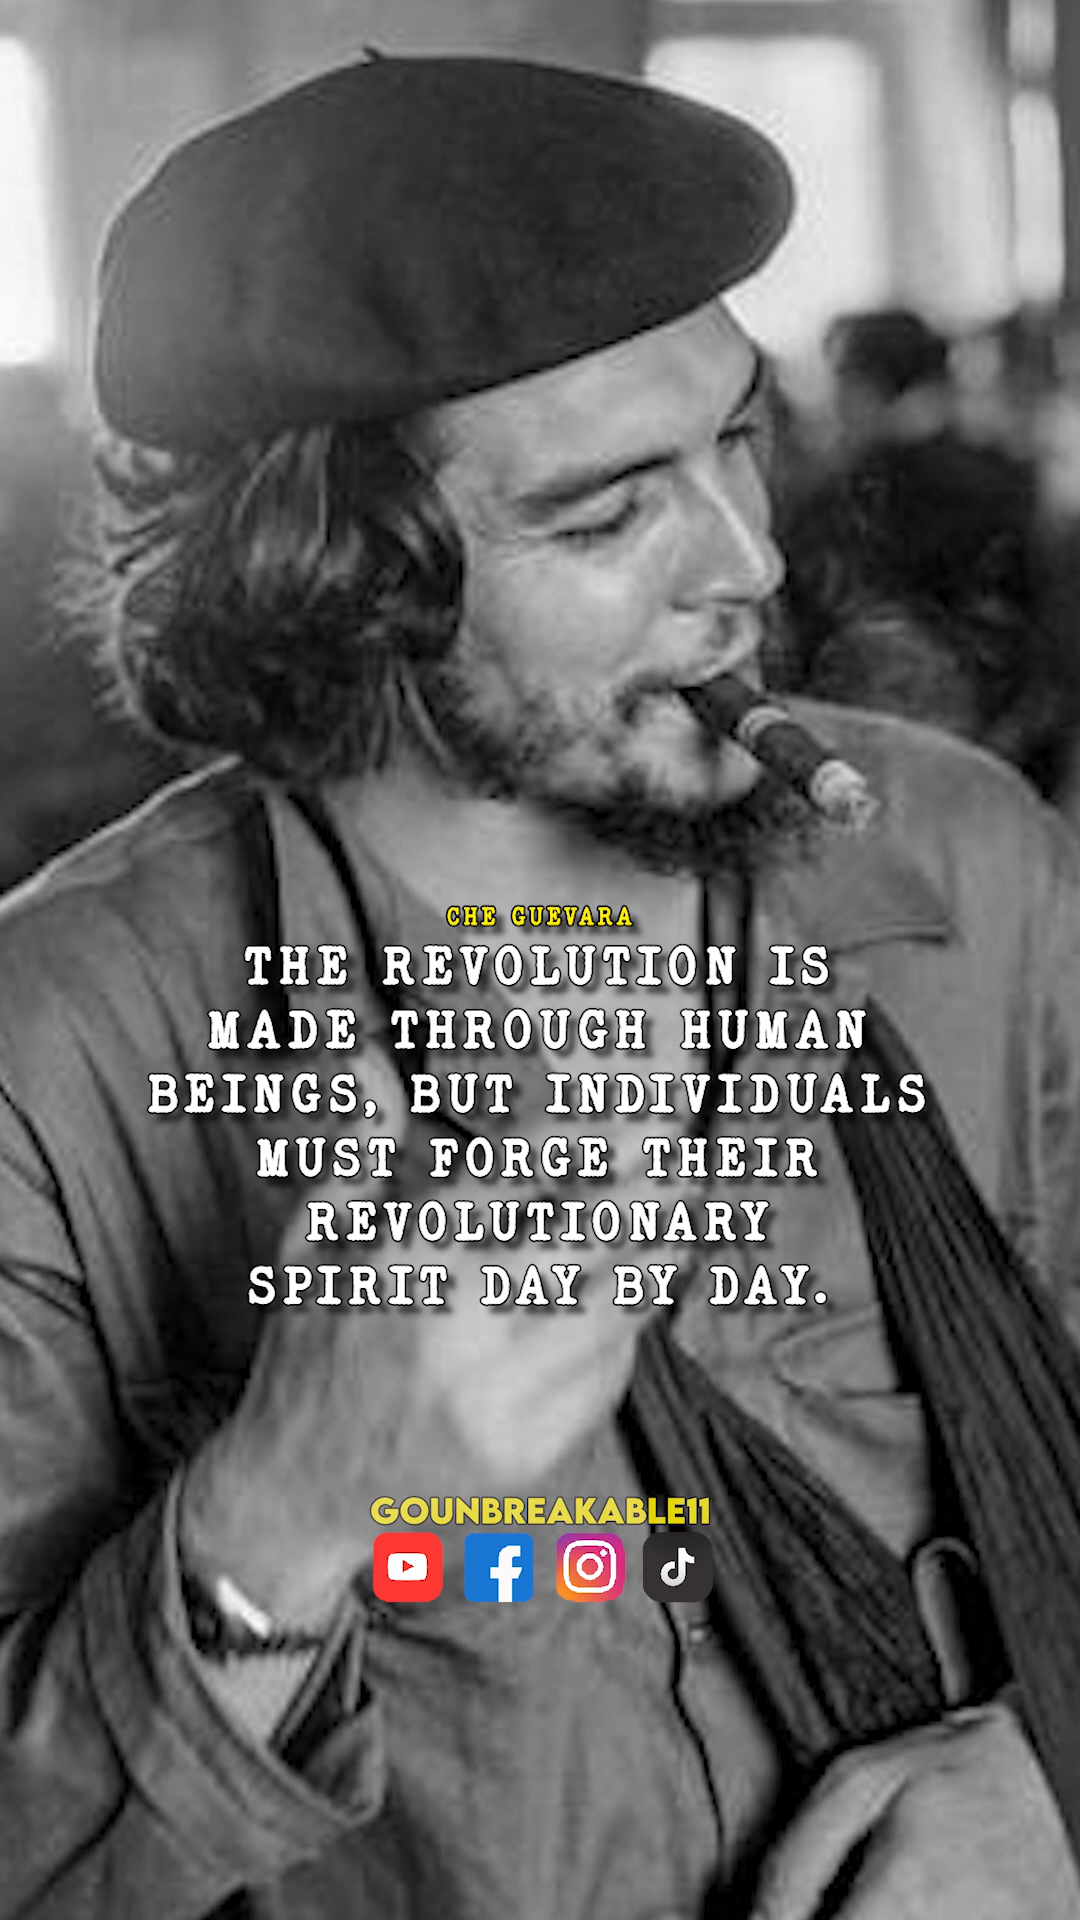 CHE GUEVARA
THE REVOLUTION IS
MADE THROUGH HUMAN
BEINGS, BUT INDIVIDUALS
MUST FORGE THEIR
REVOLUTIONARY
SPIRIT DAY BY DAY.
GOUNBREAKABLE11